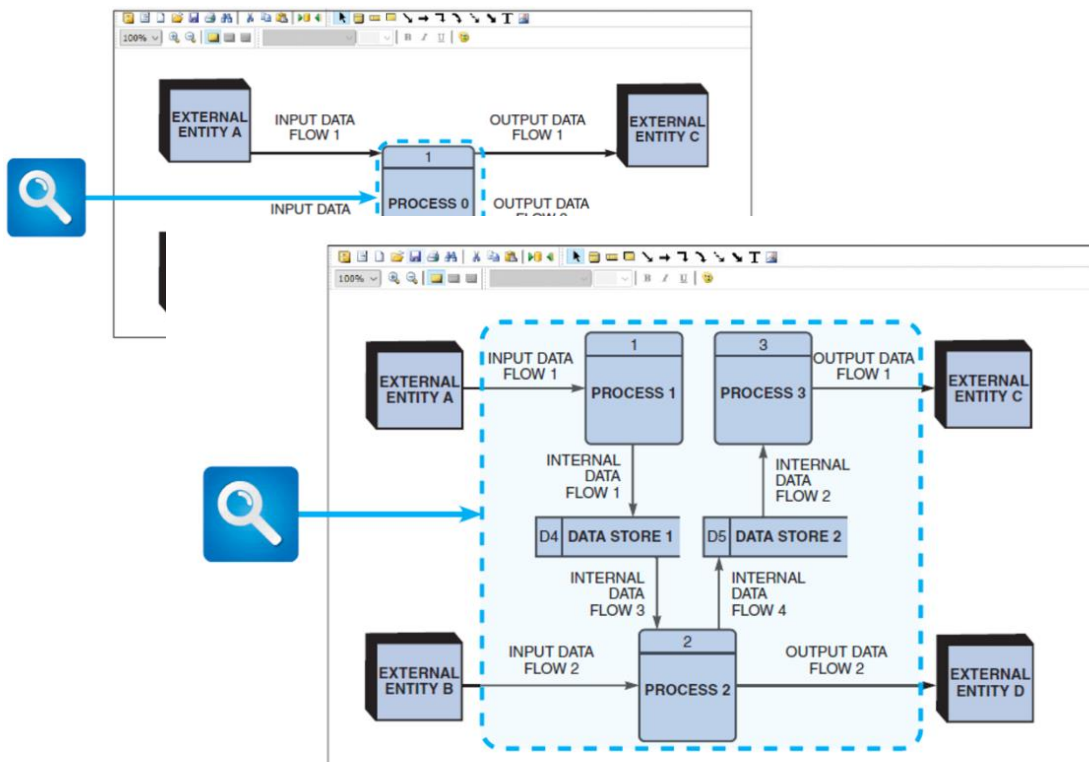 100%
B I U
EXTERNAL
ENTITY A
INPUT DATA
FLOW 1
OUTPUT DATA
FLOW 1
EXTERNAL
ENTITY C
1
PROCESS 0
INPUT DATA
OUTPUT DATA
T
100%
B I U
EXTERNAL
ENTITY A
INPUT DATA
FLOW 1
1
PROCESS 1
3
PROCESS 3
OUTPUT DATA
FLOW 1
EXTERNAL
ENTITY C
INTERNAL
DATA
FLOW 1
INTERNAL
DATA
FLOW 2
D4 DATA STORE 1
D5 DATA STORE 2
INTERNAL
DATA
FLOW 3
INTERNAL
DATA
FLOW 4
EXTERNAL
ENTITY B
INPUT DATA
FLOW 2
2
PROCESS 2
OUTPUT DATA
FLOW 2
EXTERNAL
ENTITY D